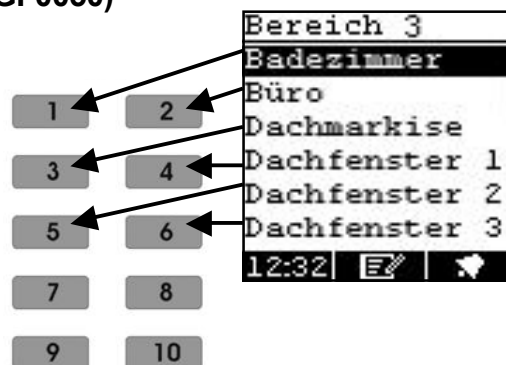 Bereich 3
Badezimmer
Büro
Dachmarkise
Dachfenster 1
Dachfenster 2
Dachfenster 3
12:32
1 2
3 4
5 6
7 8
9 10